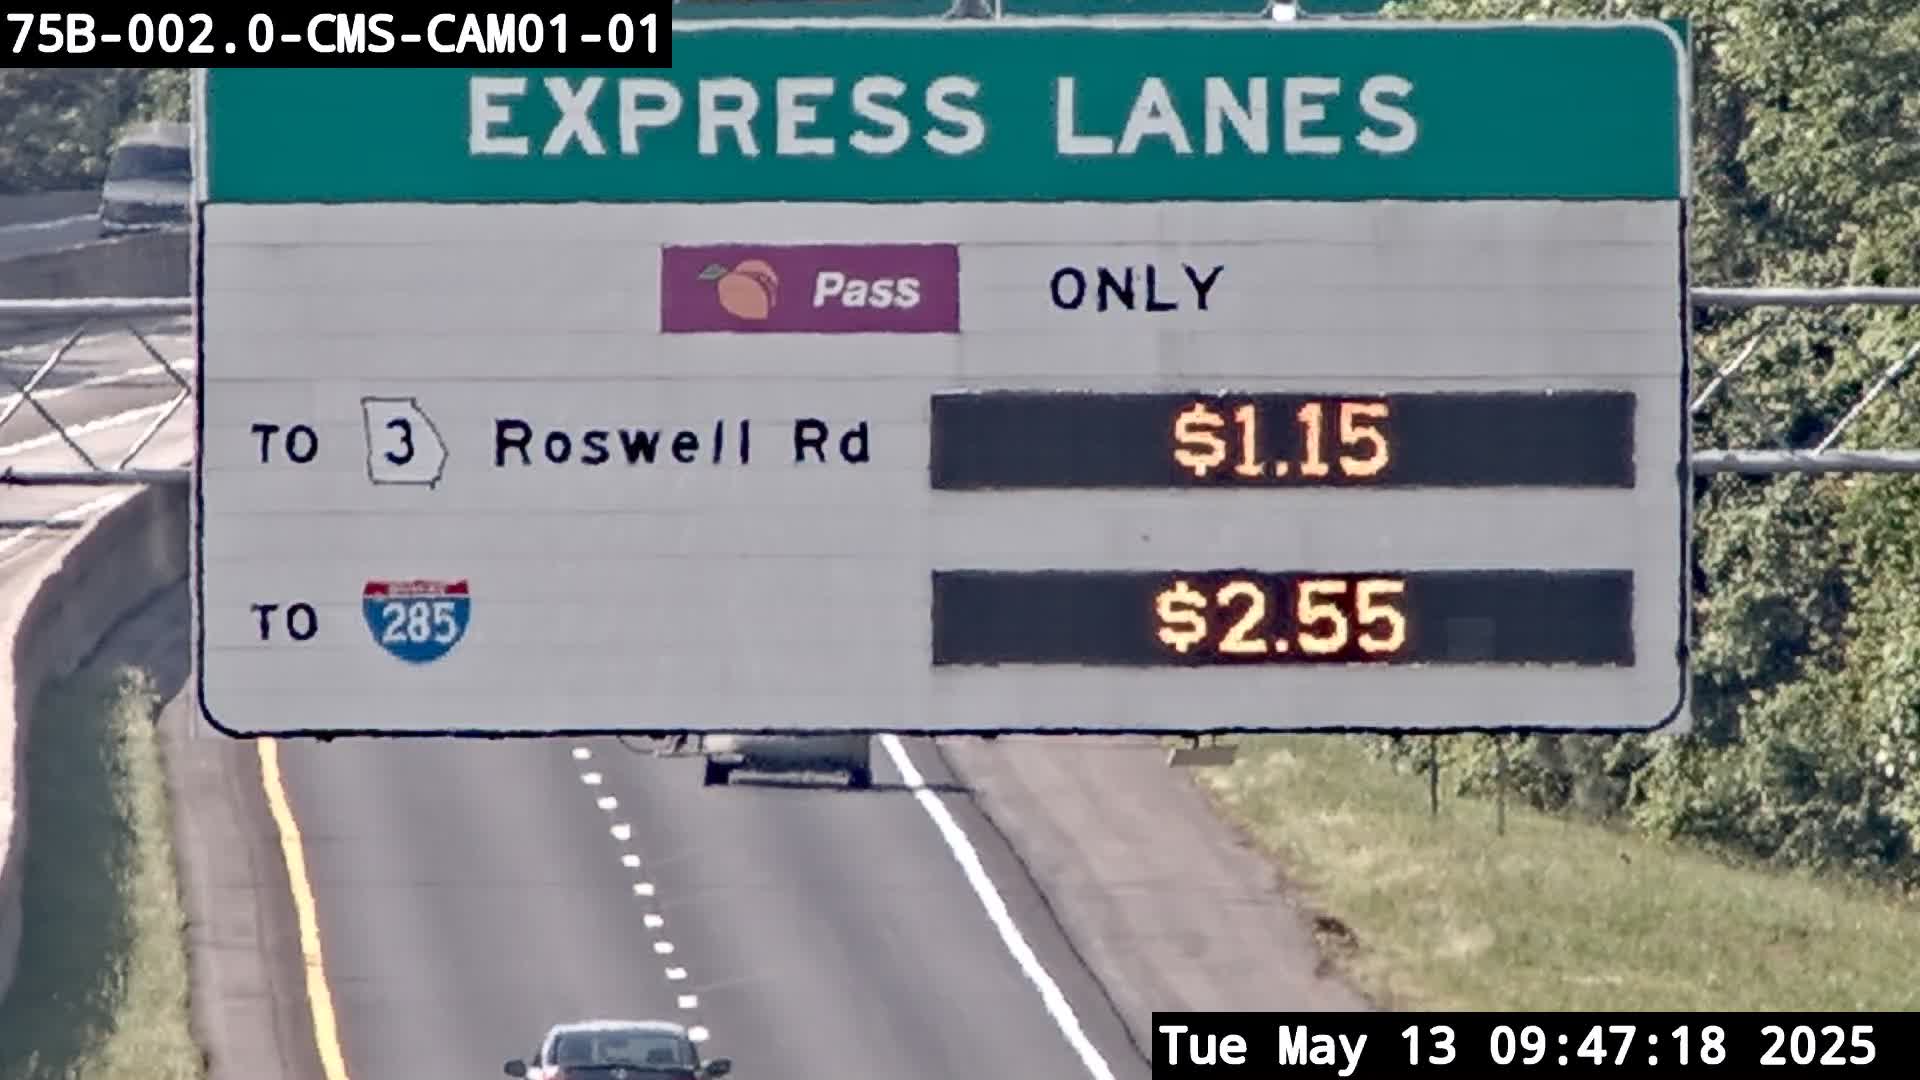 75B-002.0-CMS-CAM01-01
EXPRESS LANES
Pass ONLY
TO 3 Roswell Rd $1.15
TO 285 $2.55
Tue May 13 09:47:18 2025